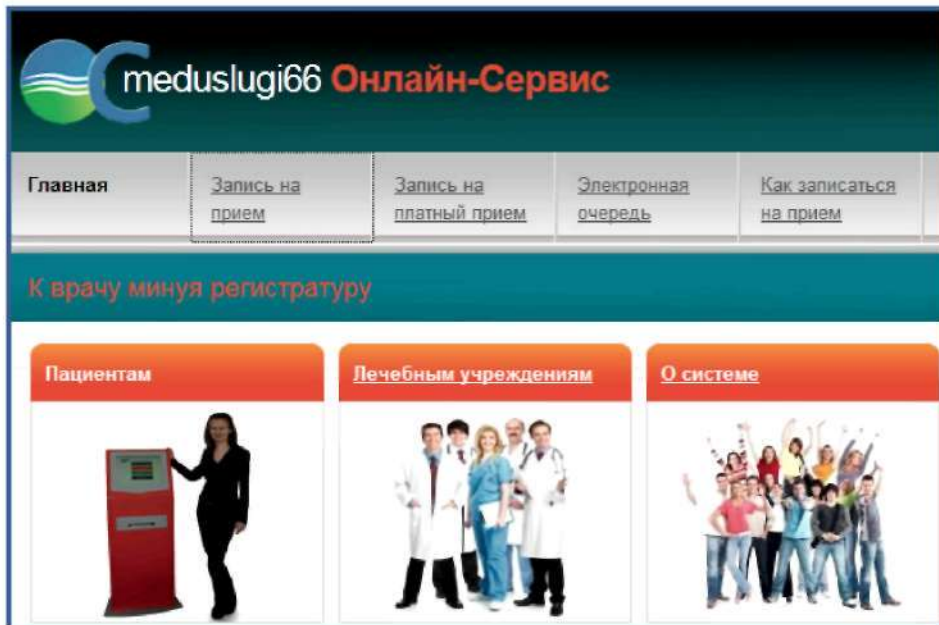 meduslugi66 Онлайн-Сервис
Главная
Запись на
прием
Запись на
платный прием
Электронная
очередь
Как записаться
на прием
К врачу минуя регистратуру
Пациентам
Лечебным учреждениям
О системе